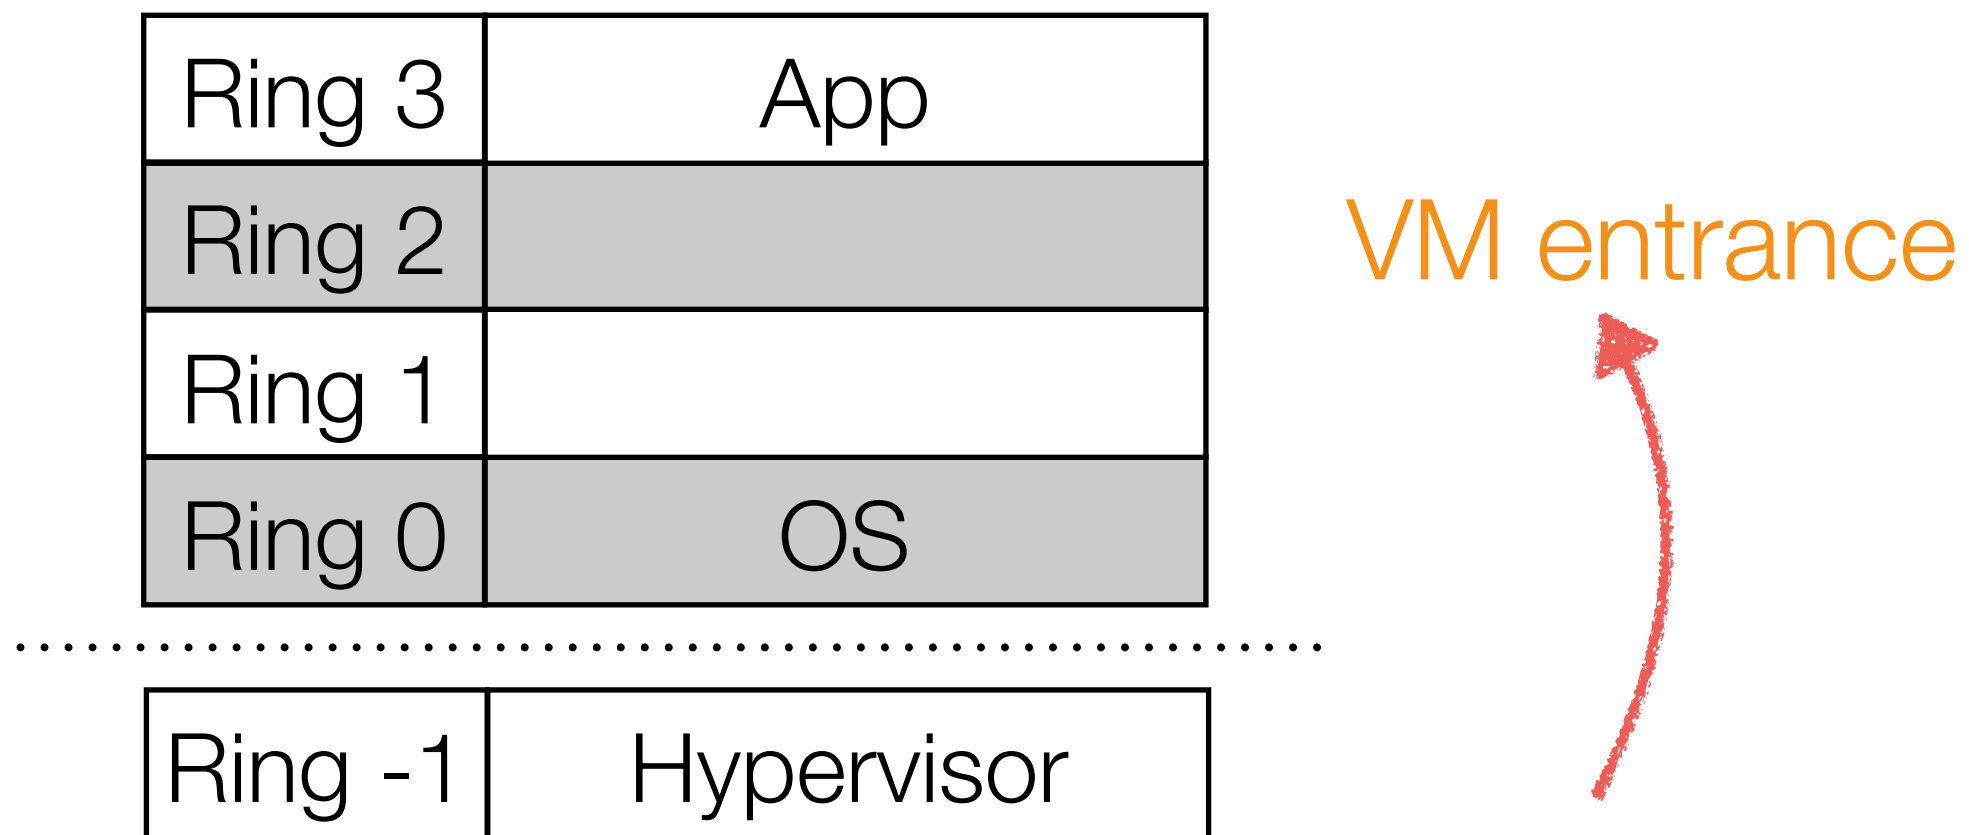 Ring 3 App
Ring 2
VM entrance
Ring 1
Ring 0 OS
Ring -1 Hypervisor